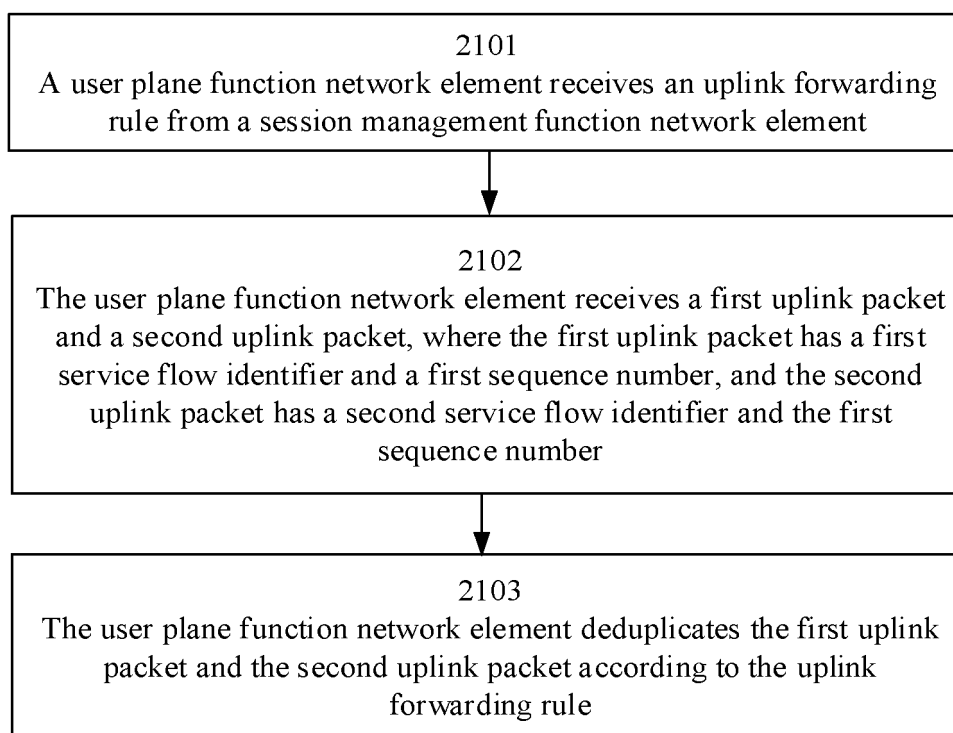 2101
A user plane function network element receives an uplink forwarding
rule from a session management function network element
2102
The user plane function network element receives a first uplink packet
and a second uplink packet, where the first uplink packet has a first
service flow identifier and a first sequence number, and the second
uplink packet has a second service flow identifier and the first
sequence number
2103
The user plane function network element deduplicates the first uplink
packet and the second uplink packet according to the uplink
forwarding rule